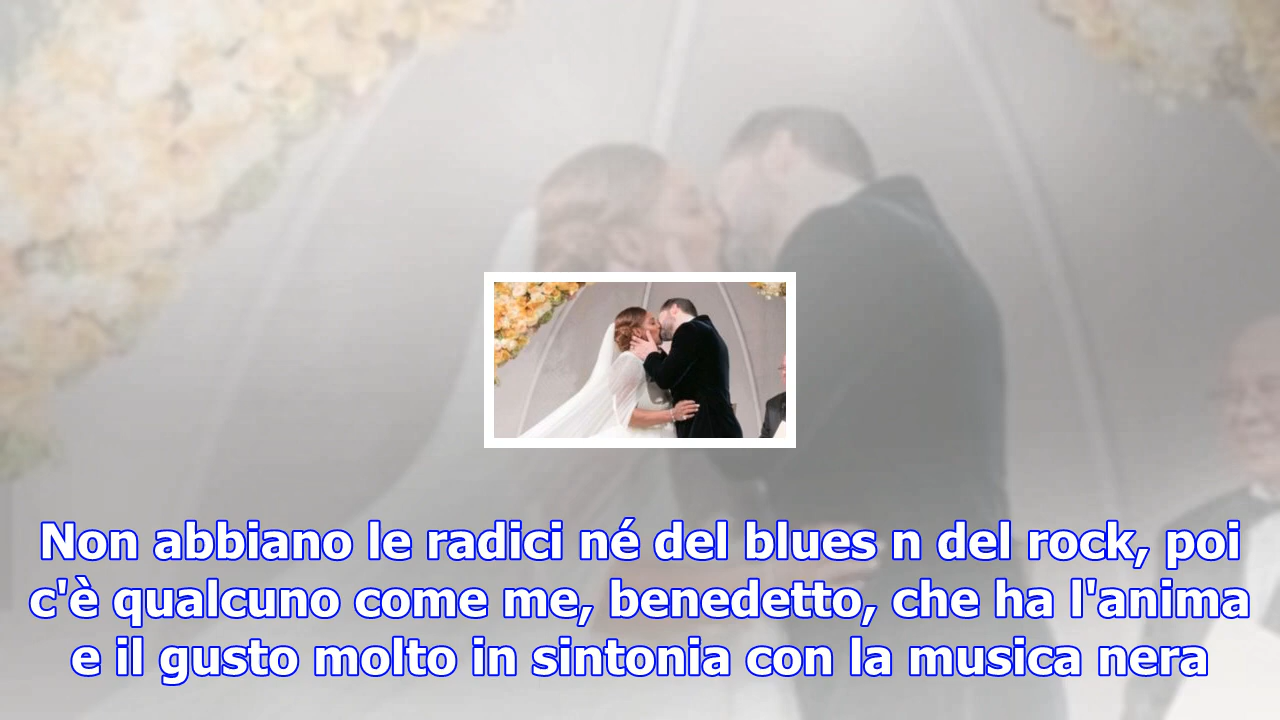 Non abbiano le radici né del blues n del rock, poi
c'è qualcuno come me, benedetto, che ha l'anima
e il gusto molto in sintonia con la musica nera